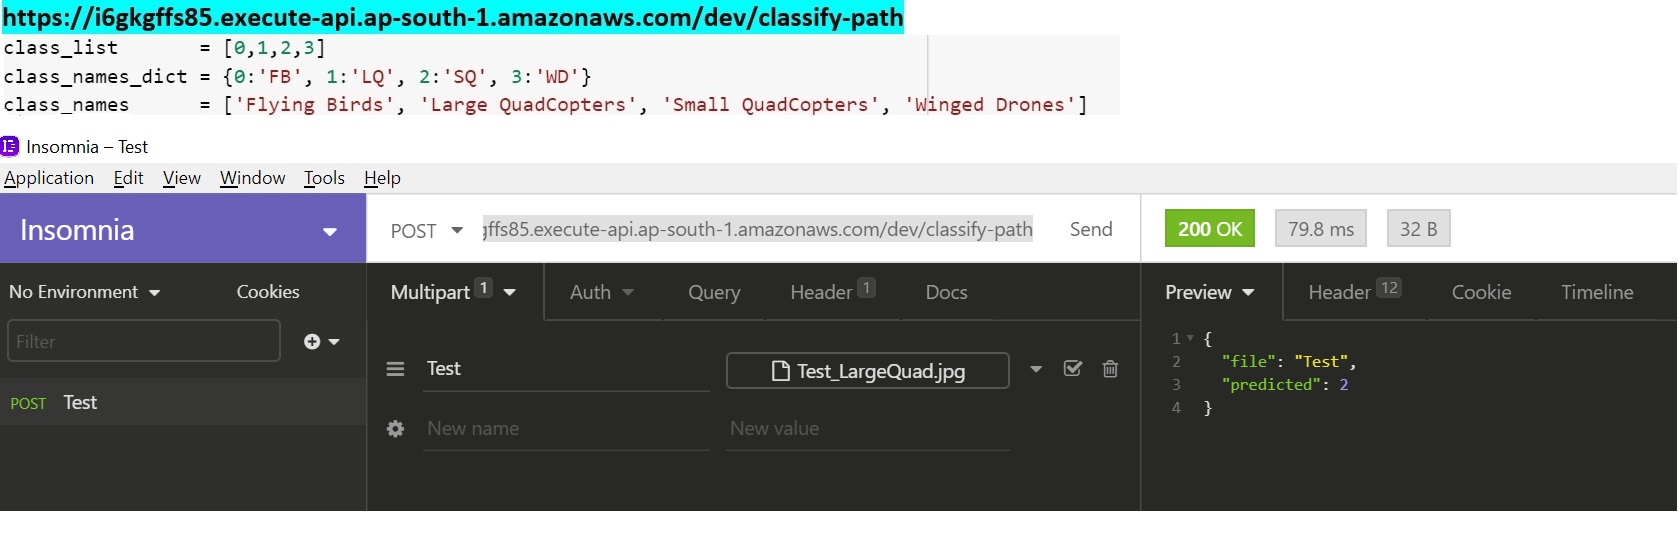 https://i6gkgffs85.execute-api.ap-south-1.amazonaws.com/dev/classify-path
class_list       = [0,1,2,3]
class_names_dict = {0:'FB', 1:'LQ', 2:'SQ', 3:'WD'}
class_names      = ['Flying Birds', 'Large QuadCopters', 'Small QuadCopters', 'Winged Drones']
Insomnia – Test
Application Edit View Window Tools Help
Insomnia POST gffs85.execute-api.ap-south-1.amazonaws.com/dev/classify-path Send 200 OK 79.8 ms 32 B
No Environment Cookies Multipart 1 Auth Query Header 1 Docs Preview Header 12 Cookie Timeline
Filter
1 {
Test Test_LargeQuad.jpg 2 "file": "Test",
3 "predicted": 2
POST Test 4 }
New name New value